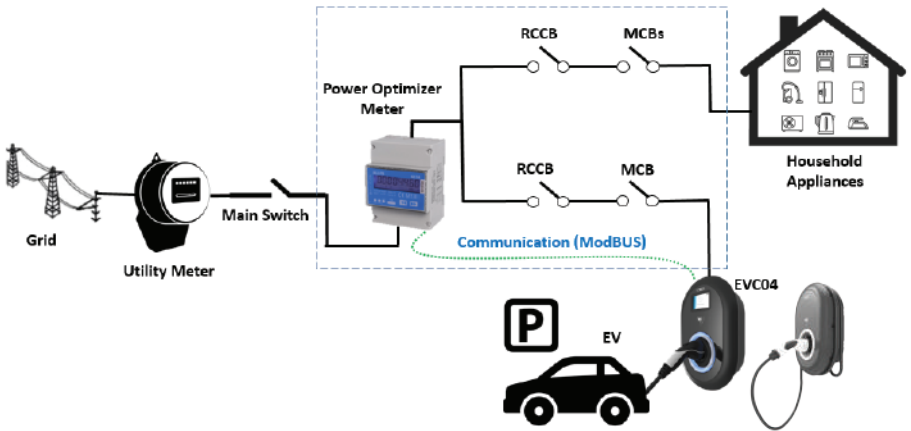 RCCB
MCBs
Power Optimizer
Meter
Household
Appliances
RCCB
MCB
Main Switch
Grid
Utility Meter
Communication (ModBUS)
EVC04
P
EV